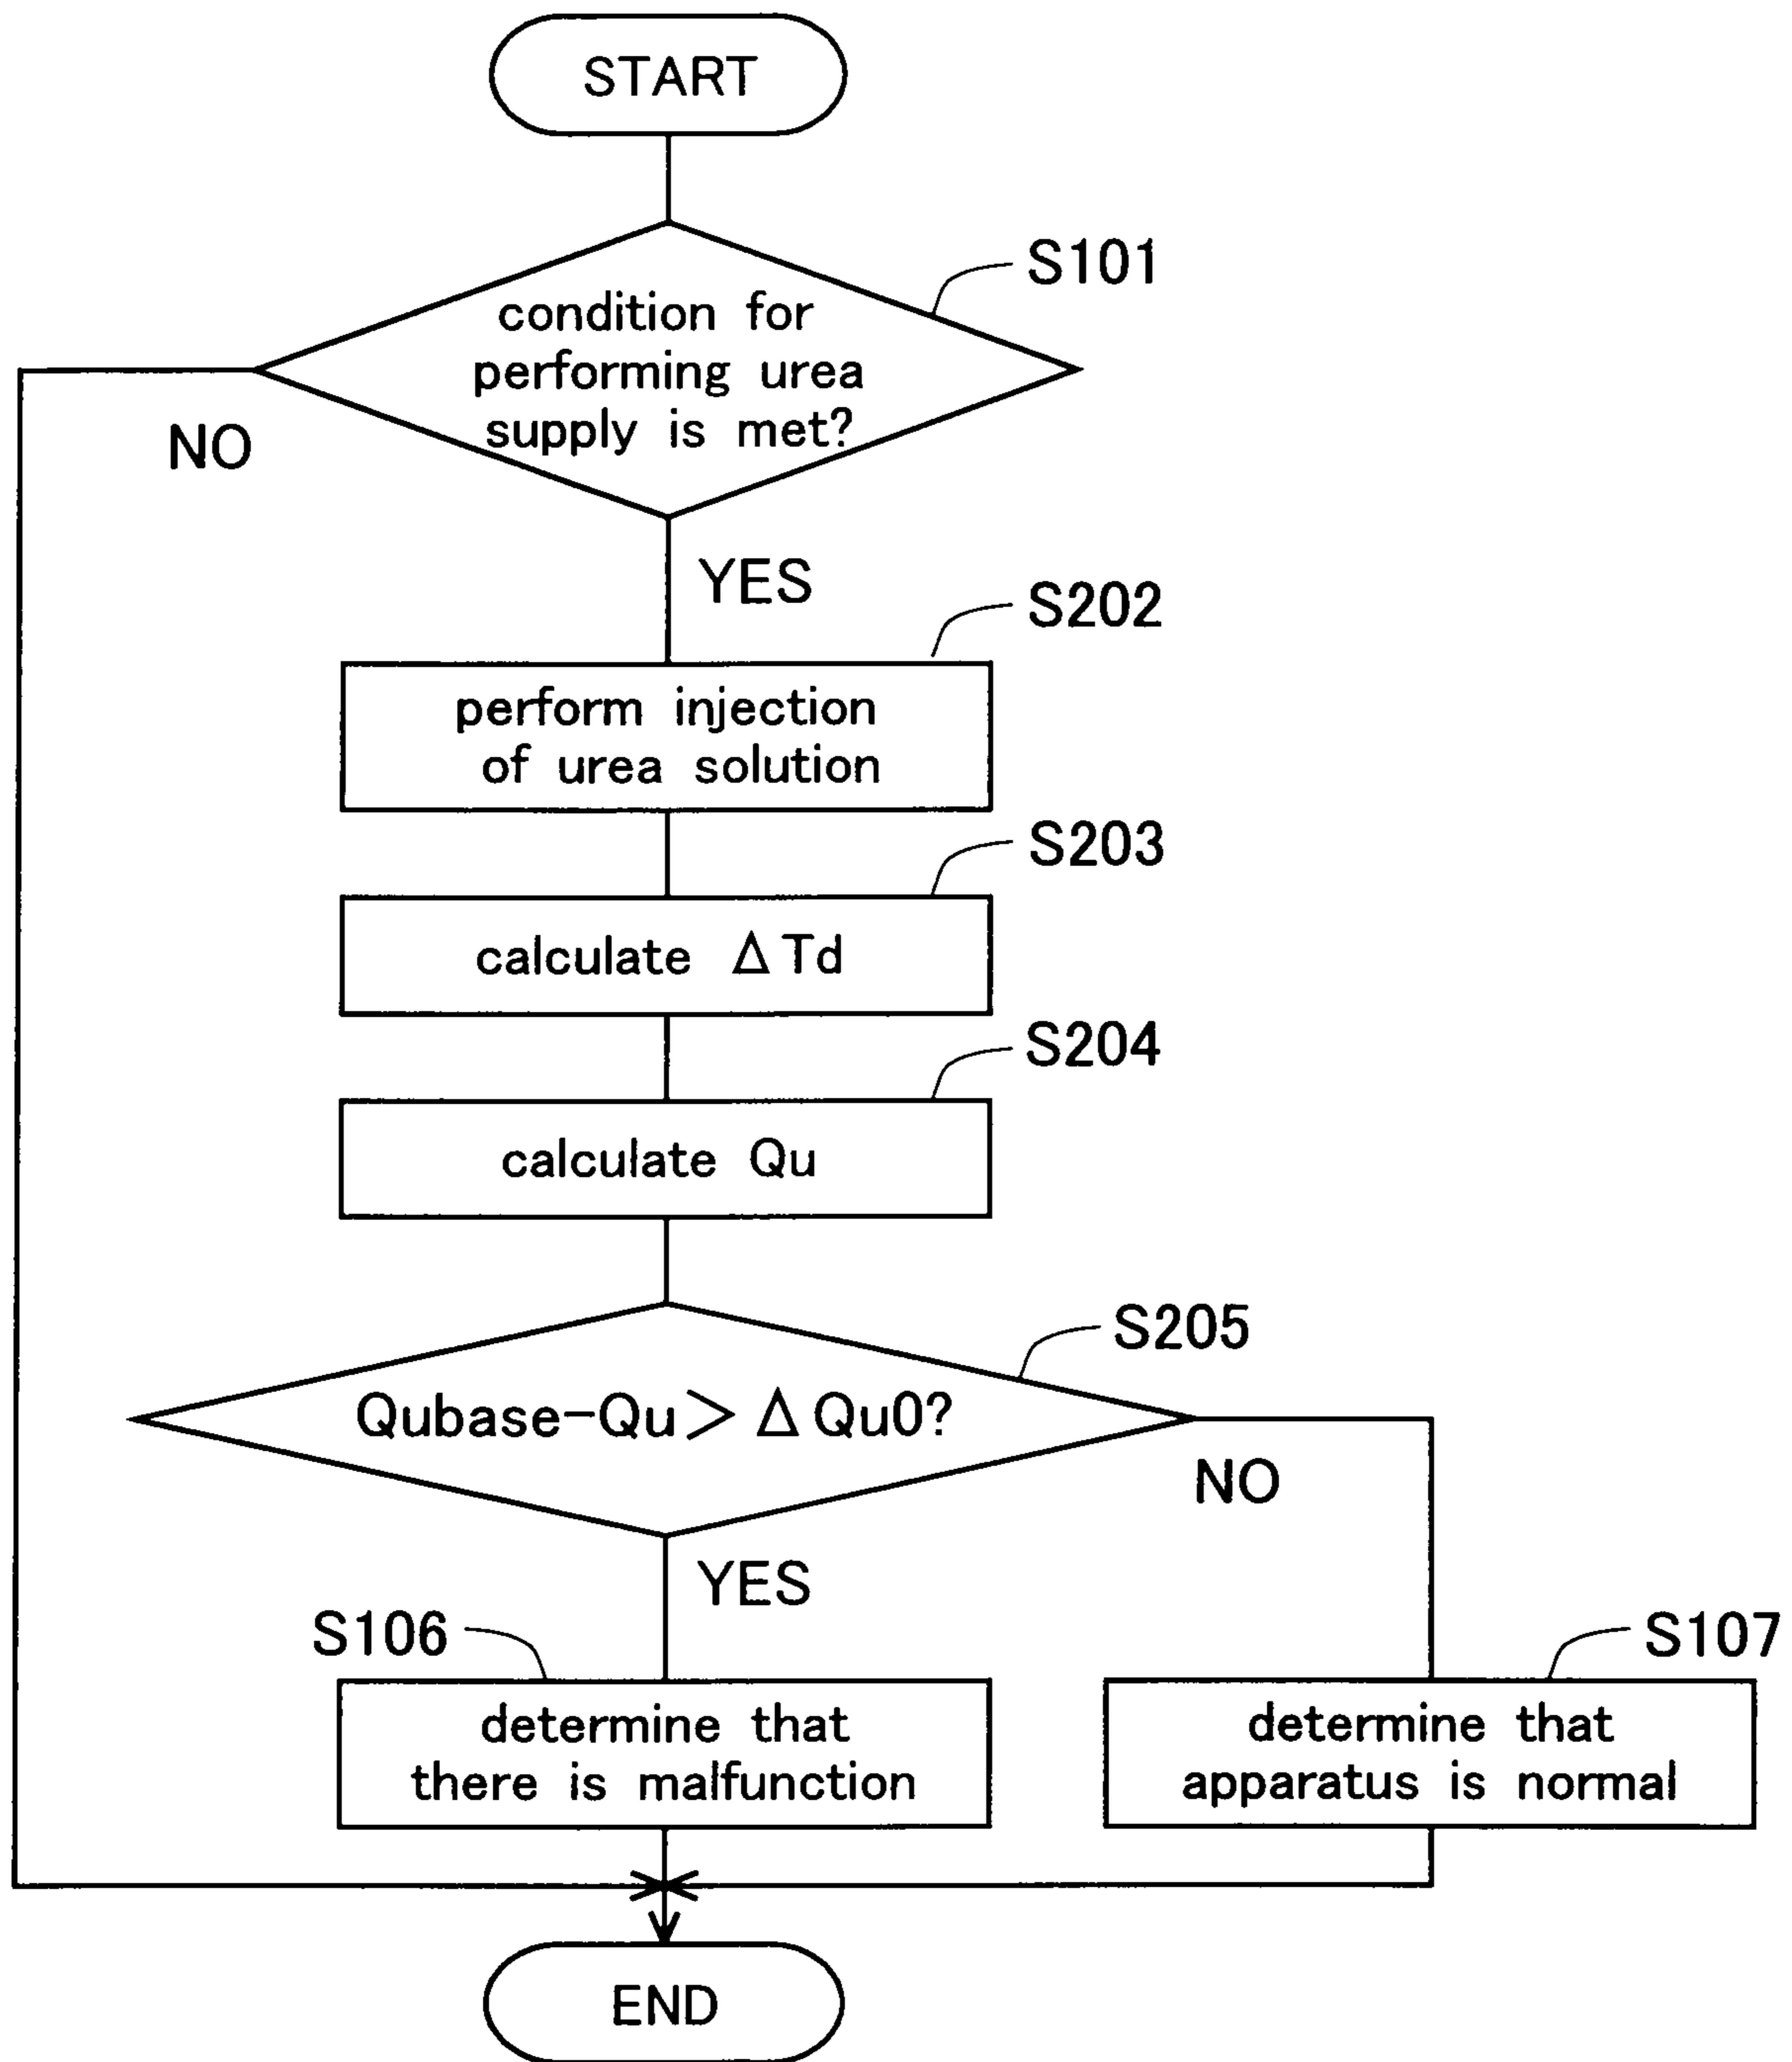 START
S101
condition for
performing urea
supply is met?
NO
YES
S202
perform injection
of urea solution
S203
calculate ΔTd
S204
calculate Qu
S205
Qubase-Qu>ΔQu0?
NO
YES
S106
S107
determine that
there is malfunction
determine that
apparatus is normal
END